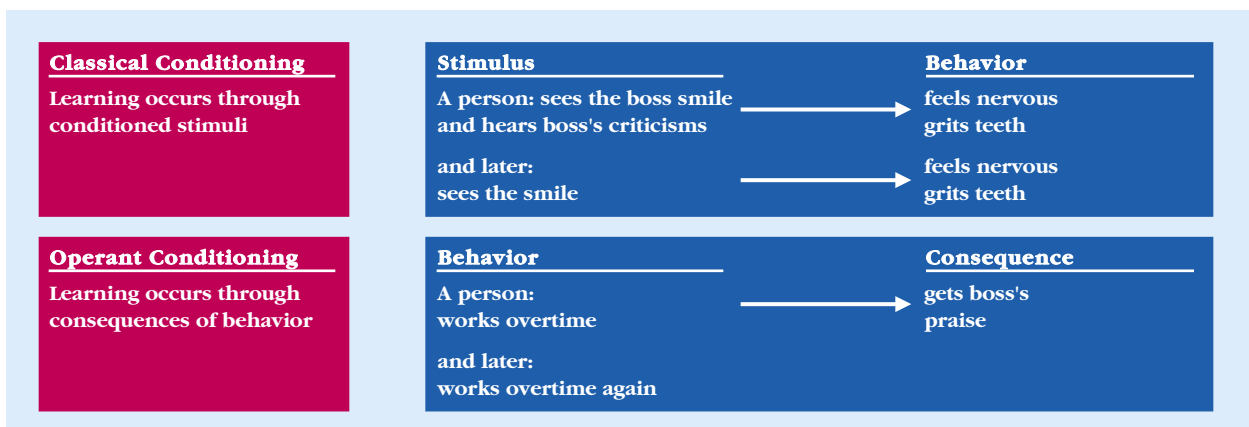 Classical Conditioning
Learning occurs through
conditioned stimuli
Stimulus
A person: sees the boss smile
and hears boss's criticisms
and later:
sees the smile
Behavior
feels nervous
grits teeth
feels nervous
grits teeth
Operant Conditioning
Learning occurs through
consequences of behavior
Behavior
A person:
works overtime
and later:
works overtime again
Consequence
gets boss's
praise